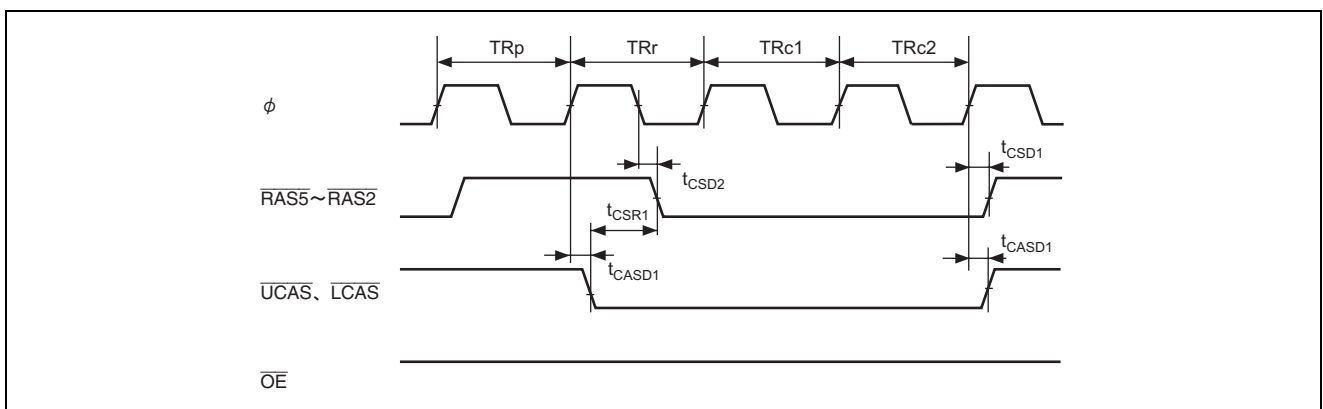 TRp TRr TRc1 TRc2
φ
tCSD1
tCSD2
RAS5～RAS2
tCSR1
tCASD1
tCASD1
UCAS、LCAS
OE